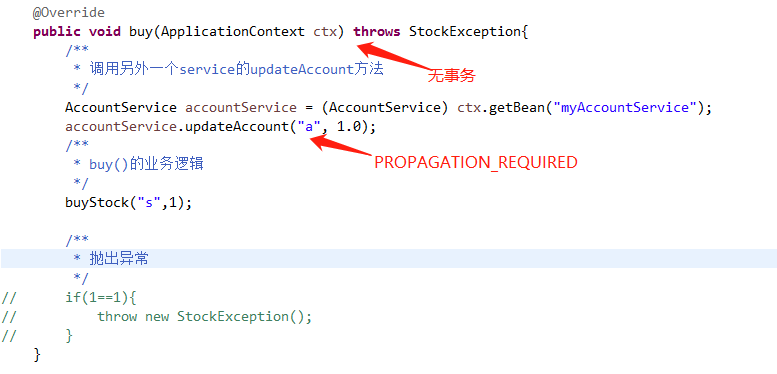 @Override
public void buy(ApplicationContext ctx) throws StockException{
/**
* 调用另外一个service的updateAccount方法
无事务
*/
AccountService accountService = (AccountService) ctx.getBean("myAccountService");
accountService.updateAccount("a", 1.0);
/**
* buy()的业务逻辑
PROPAGATION_REQUIRED
*/
buyStock("s",1);
/**
* 抛出异常
*/
// if(1==1){
// throw new StockException();
// }
}